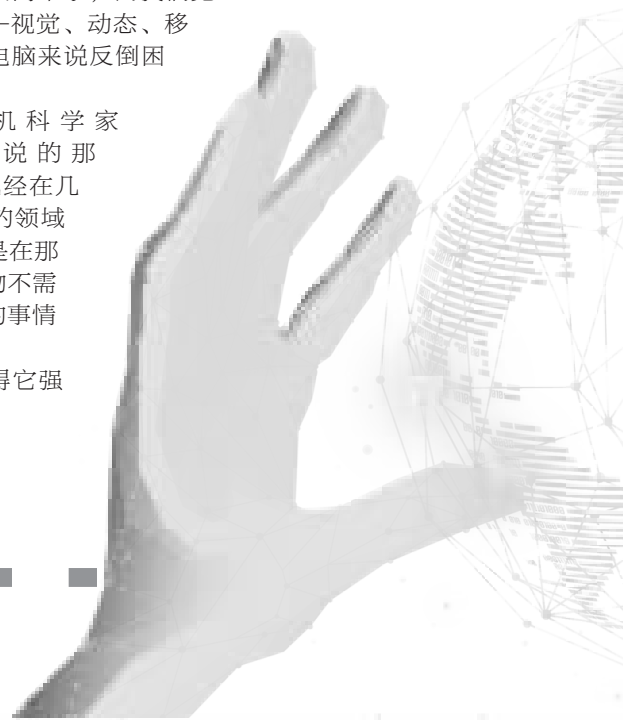 视觉、动态、移
电脑来说反倒困
机 科 学 家
说 的 那
经在几
的领域
是在那
物不需
的事情
得它强